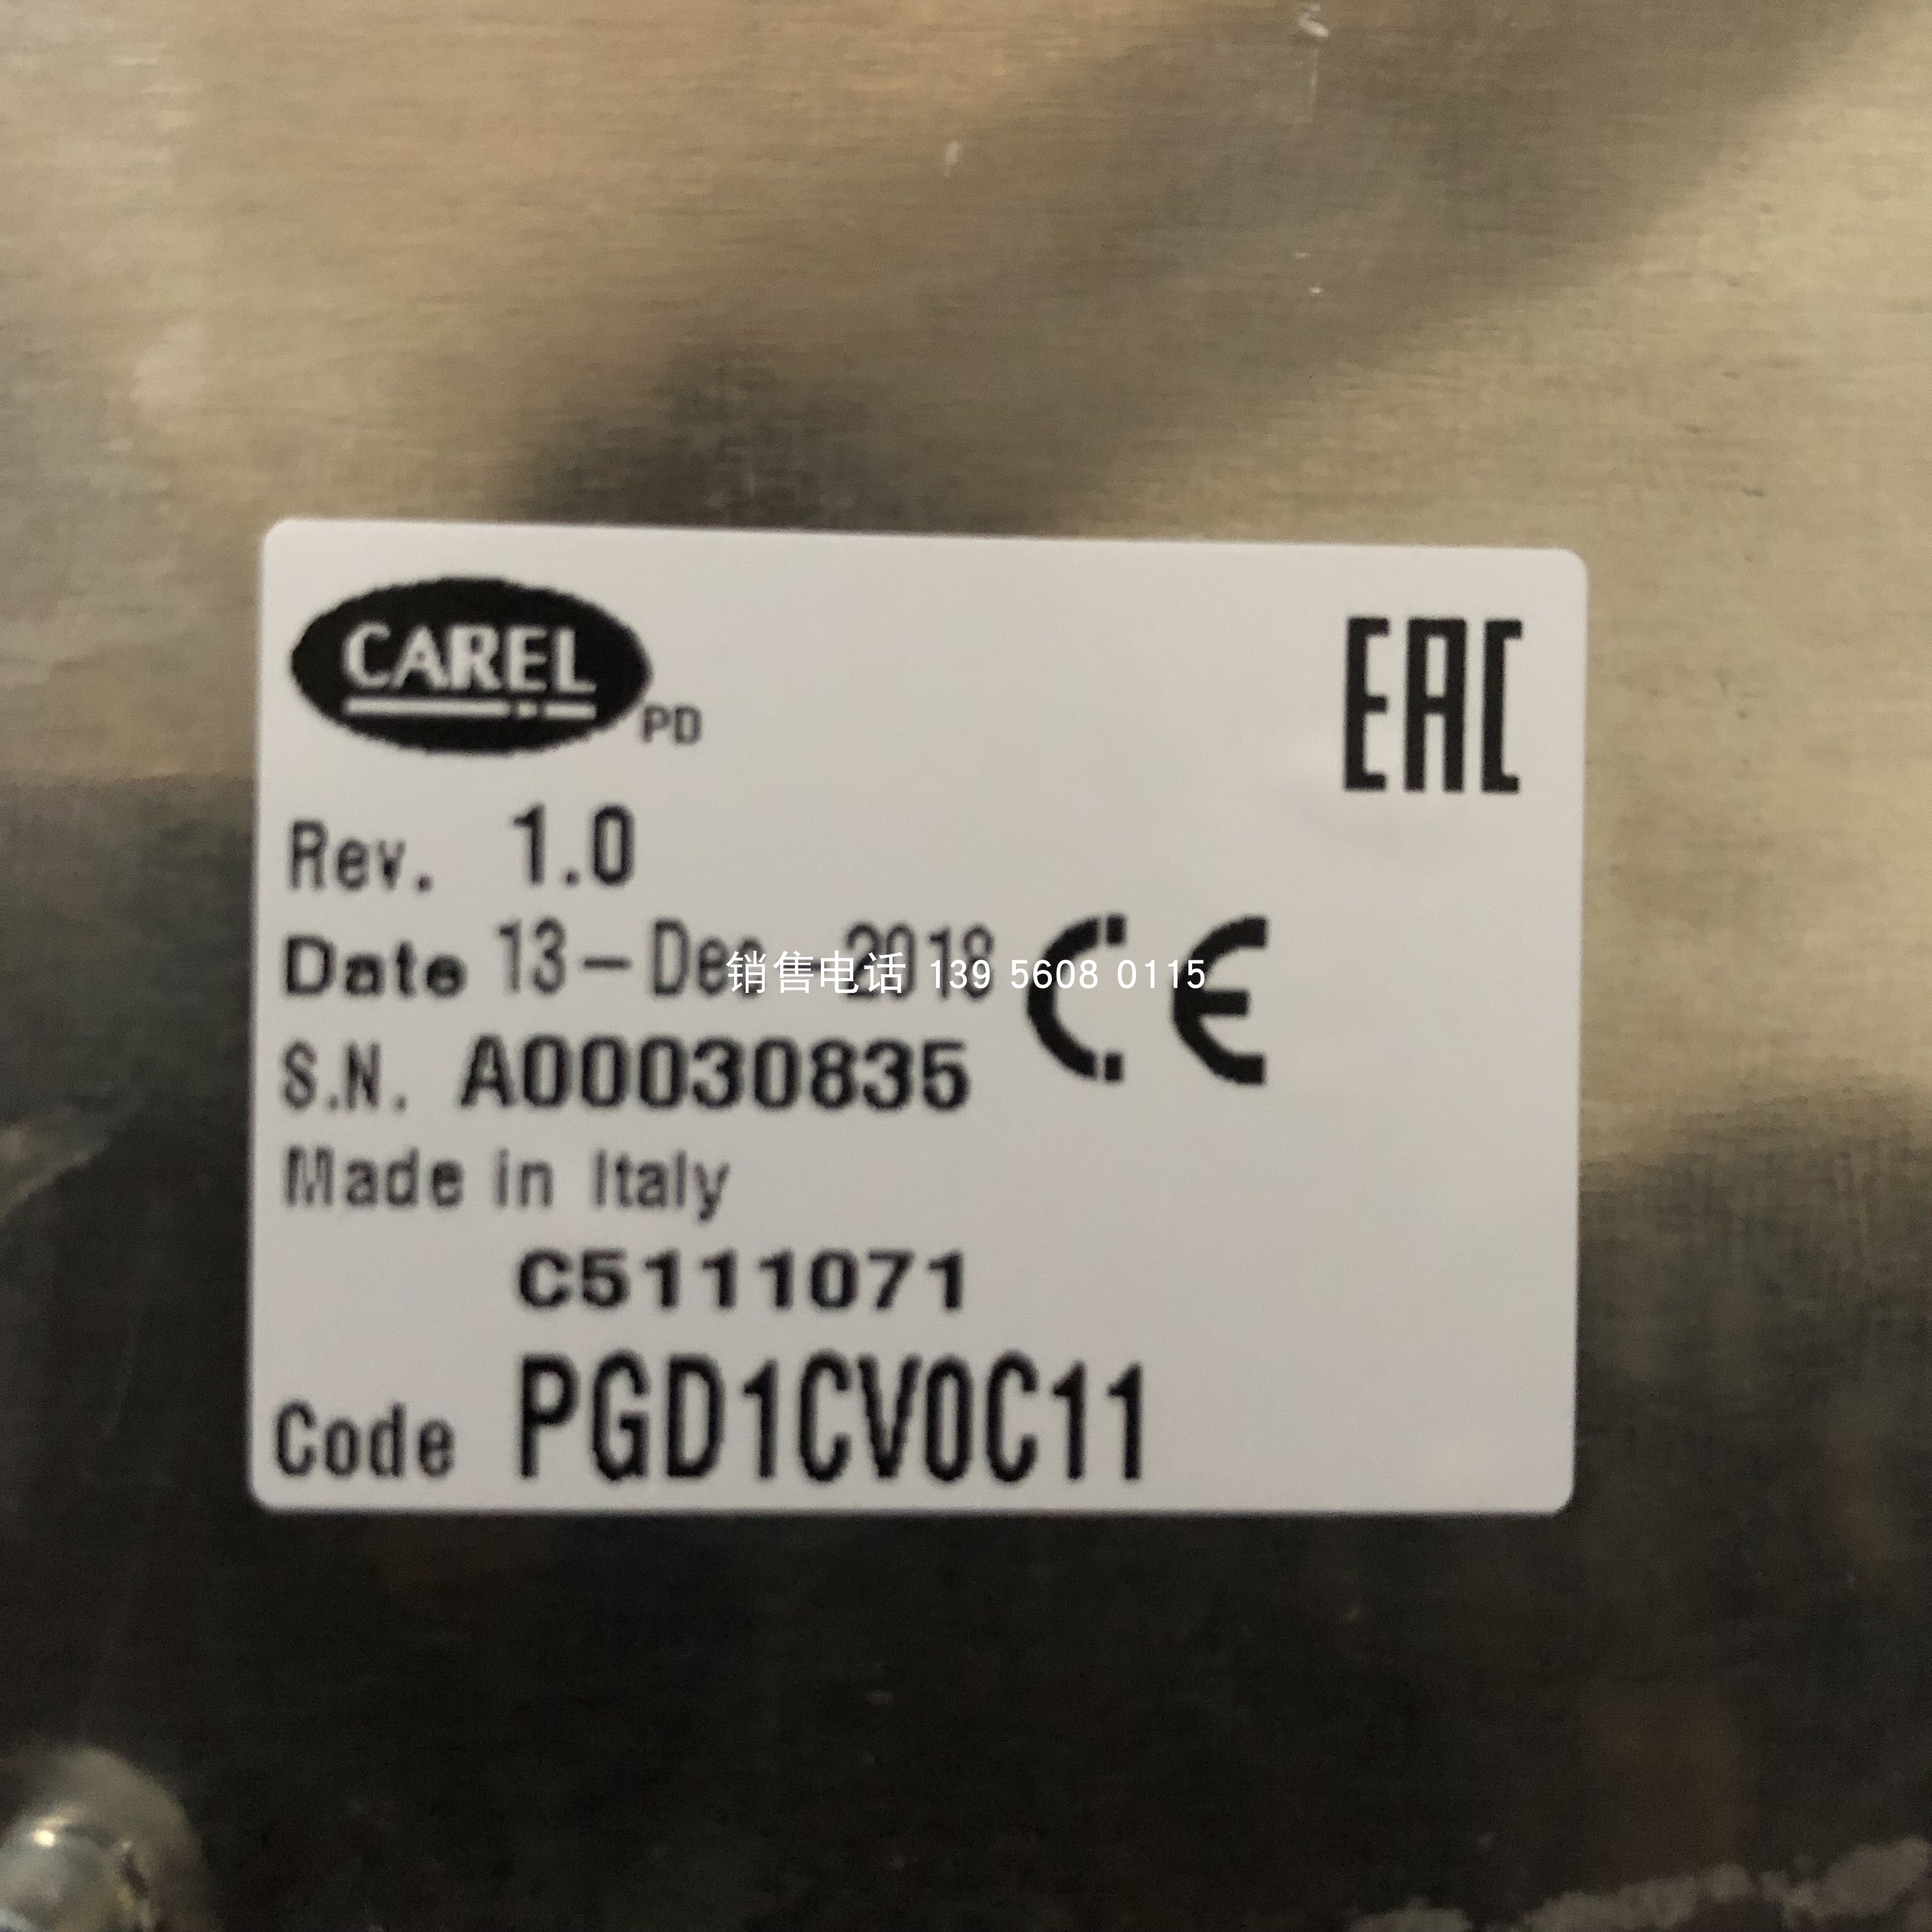 CAREL
PD
EAC
Rev. 1.0
Date 13-Dec-2018
销售电话 139 5608 0115
CE
S.N. A00030835
Made in Italy
C5111071
Code PGD1CV0C11